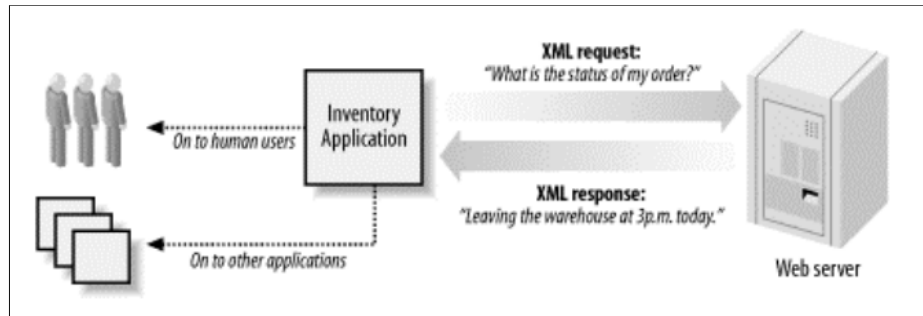 XML request:
"What is the status of my order?"
Inventory
Application
On to human users
XML response:
"Leaving the warehouse at 3p.m. today."
On to other applications
Web server